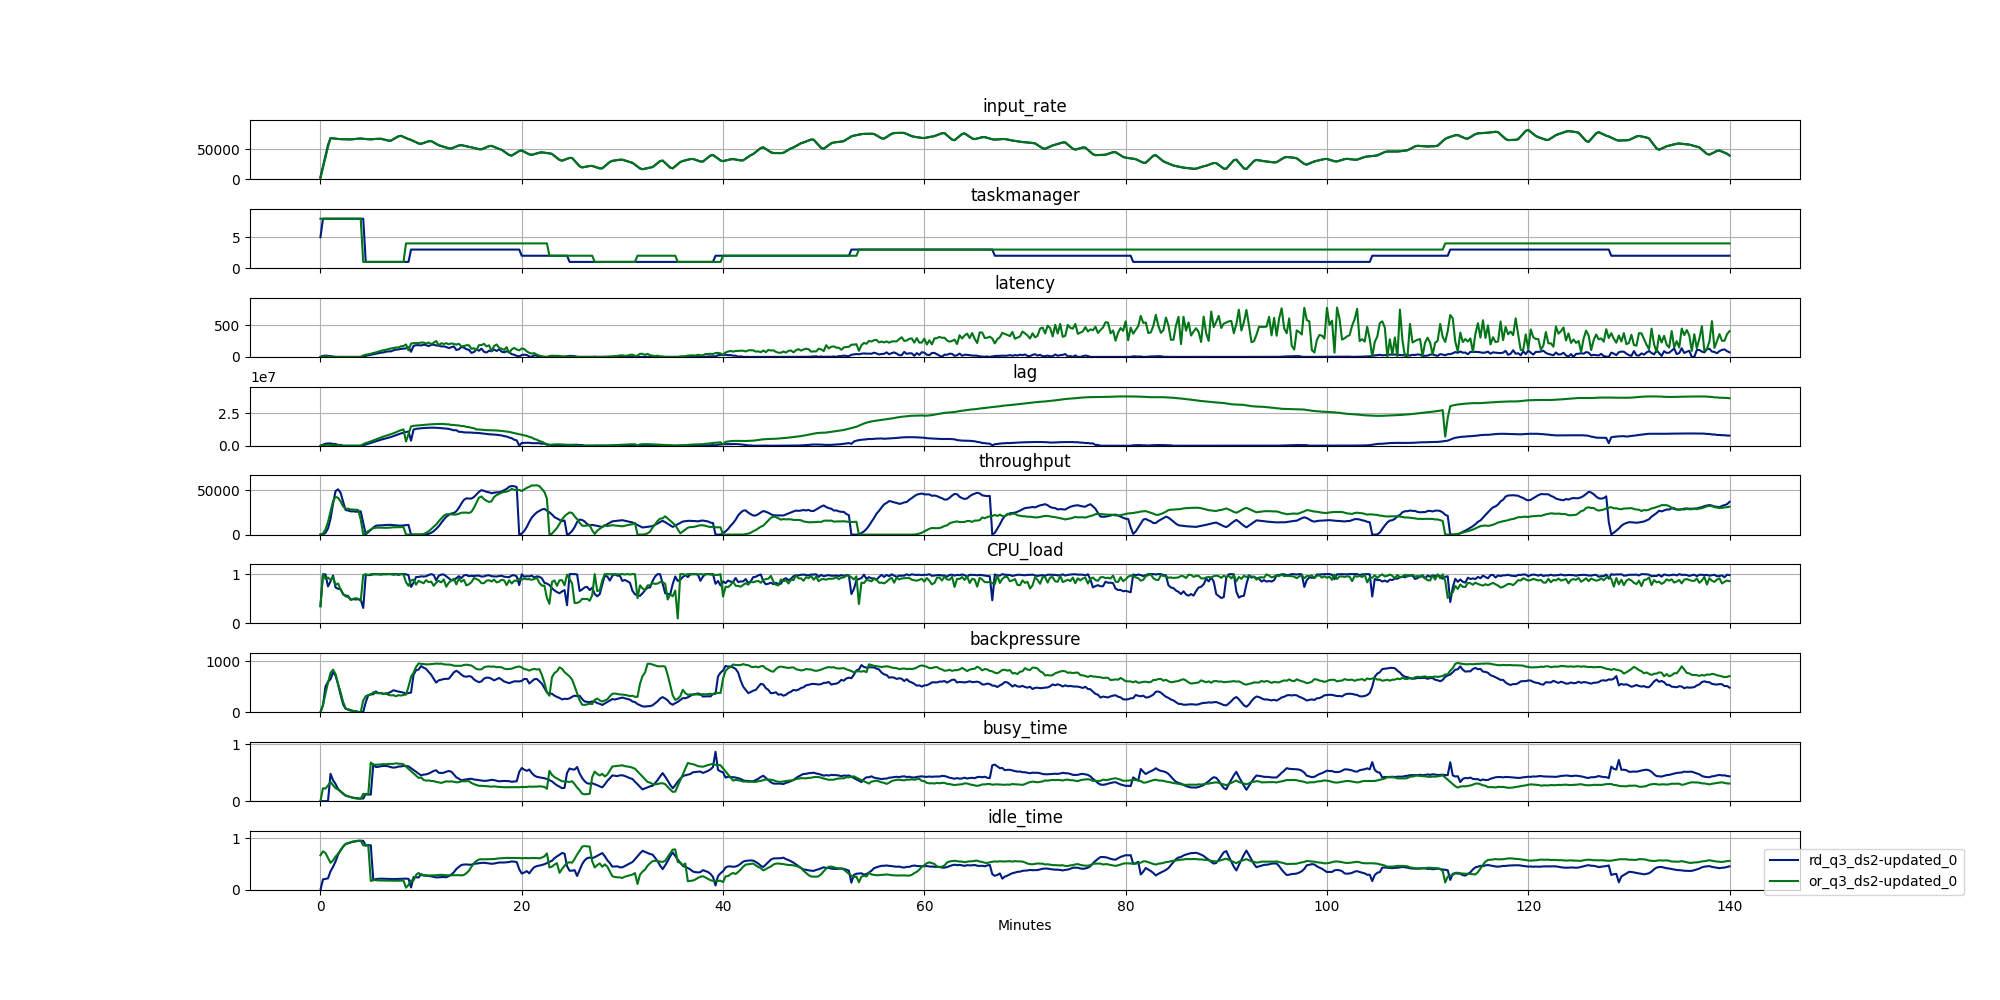 input_rate
50000
0
taskmanager
5
0
latency
500
0
1e7
lag
2.5
0.0
throughput
50000
0
CPU_load
1
0
backpressure
1000
0
busy_time
1
0
idle_time
1
0
rd_q3_ds2-updated_0
or_q3_ds2-updated_0
0 20 40 60 80 100 120 140
Minutes